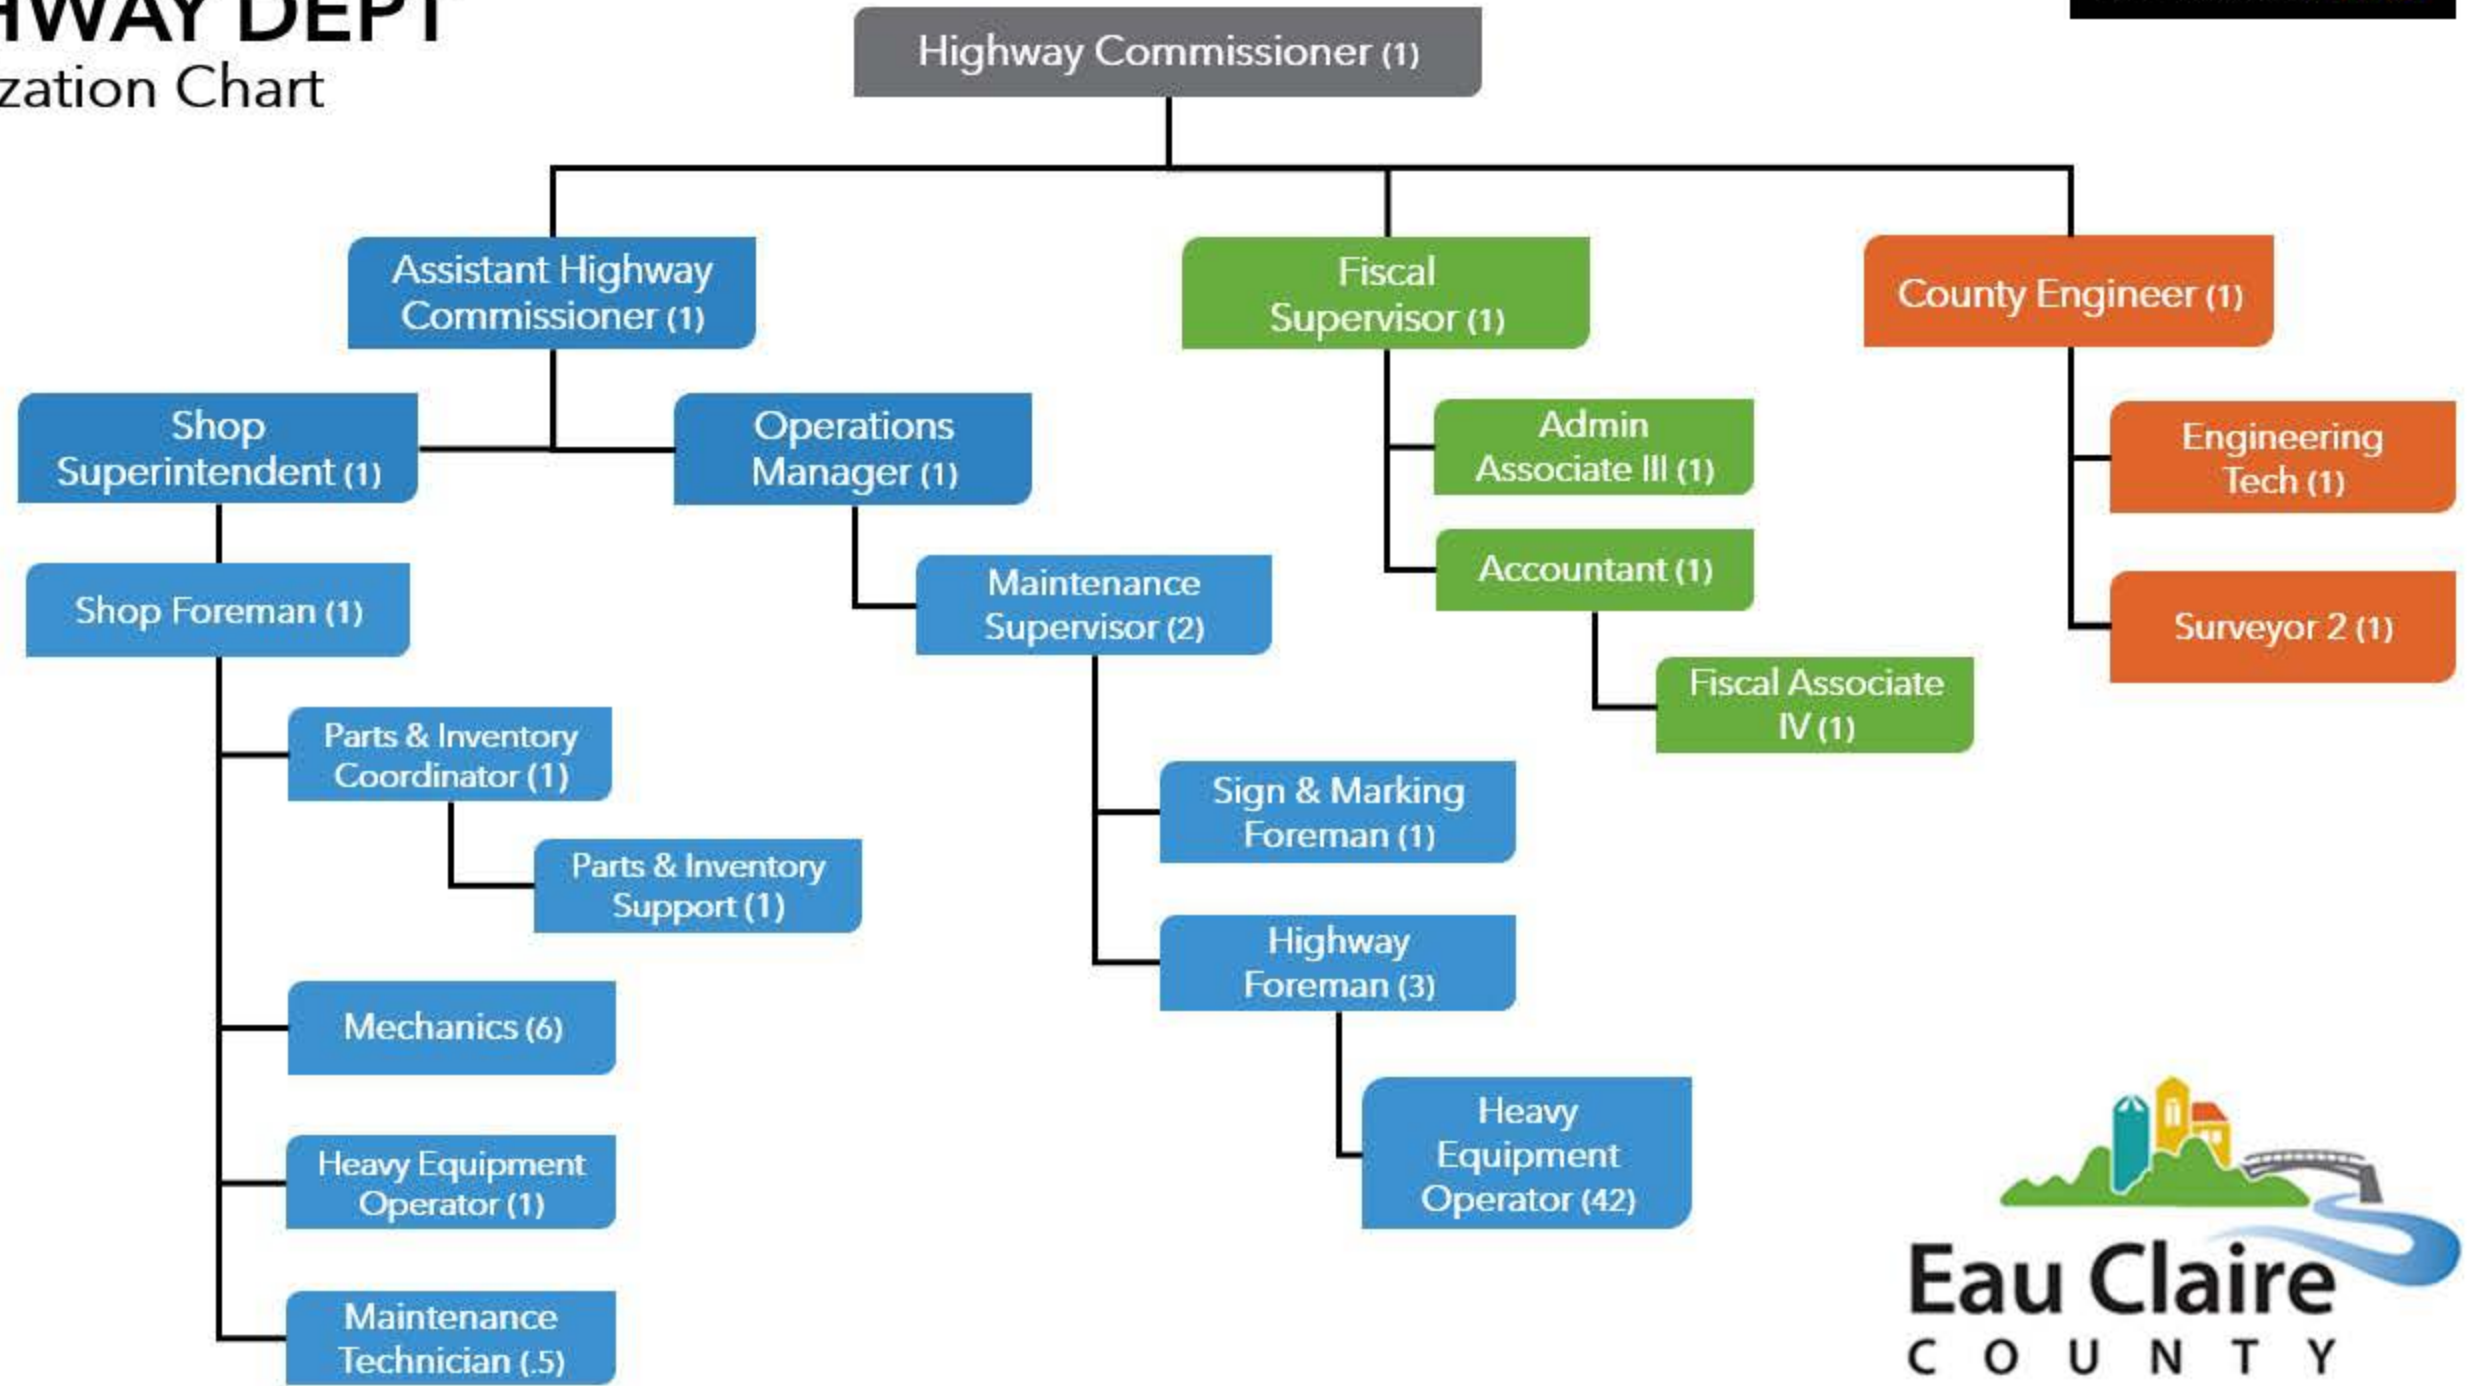 HWAY DEPT
zation Chart
Highway Commissioner (1)
Assistant Highway
Commissioner (1)
Fiscal
Supervisor (1)
County Engineer (1)
Shop
Superintendent (1)
Operations
Manager (1)
Admin
Associate III (1)
Engineering
Tech (1)
Accountant (1)
Maintenance
Supervisor (2)
Shop Foreman (1)
Surveyor 2 (1)
Fiscal Associate
IV (1)
Parts & Inventory
Coordinator (1)
Sign & Marking
Foreman (1)
Parts & Inventory
Support (1)
Highway
Foreman (3)
Mechanics (6)
Heavy
Equipment
Operator (42)
Heavy Equipment
Operator (1)
Maintenance
Technician (.5)
Eau Claire
COUNTY